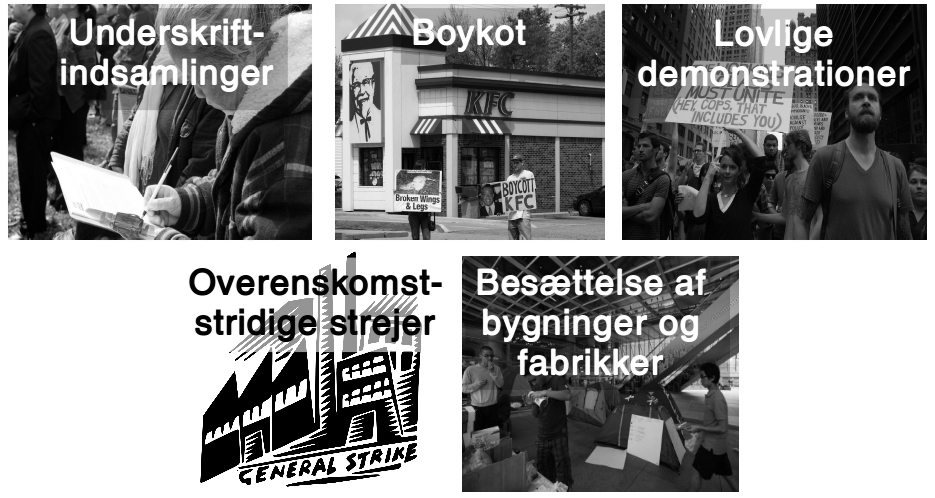 Underskrift-
indsamlinger
Boykot
KFC
Broken Wings
& Legs
BOYCOTT
KFC
Lovlige
demonstrationer
MUST UNITE
(HEY, COPS, THAT
INCLUDES YOU)
Overenskomst-
stridige strejer
GENERAL STRIKE
Besættelse af
bygninger og
fabrikker